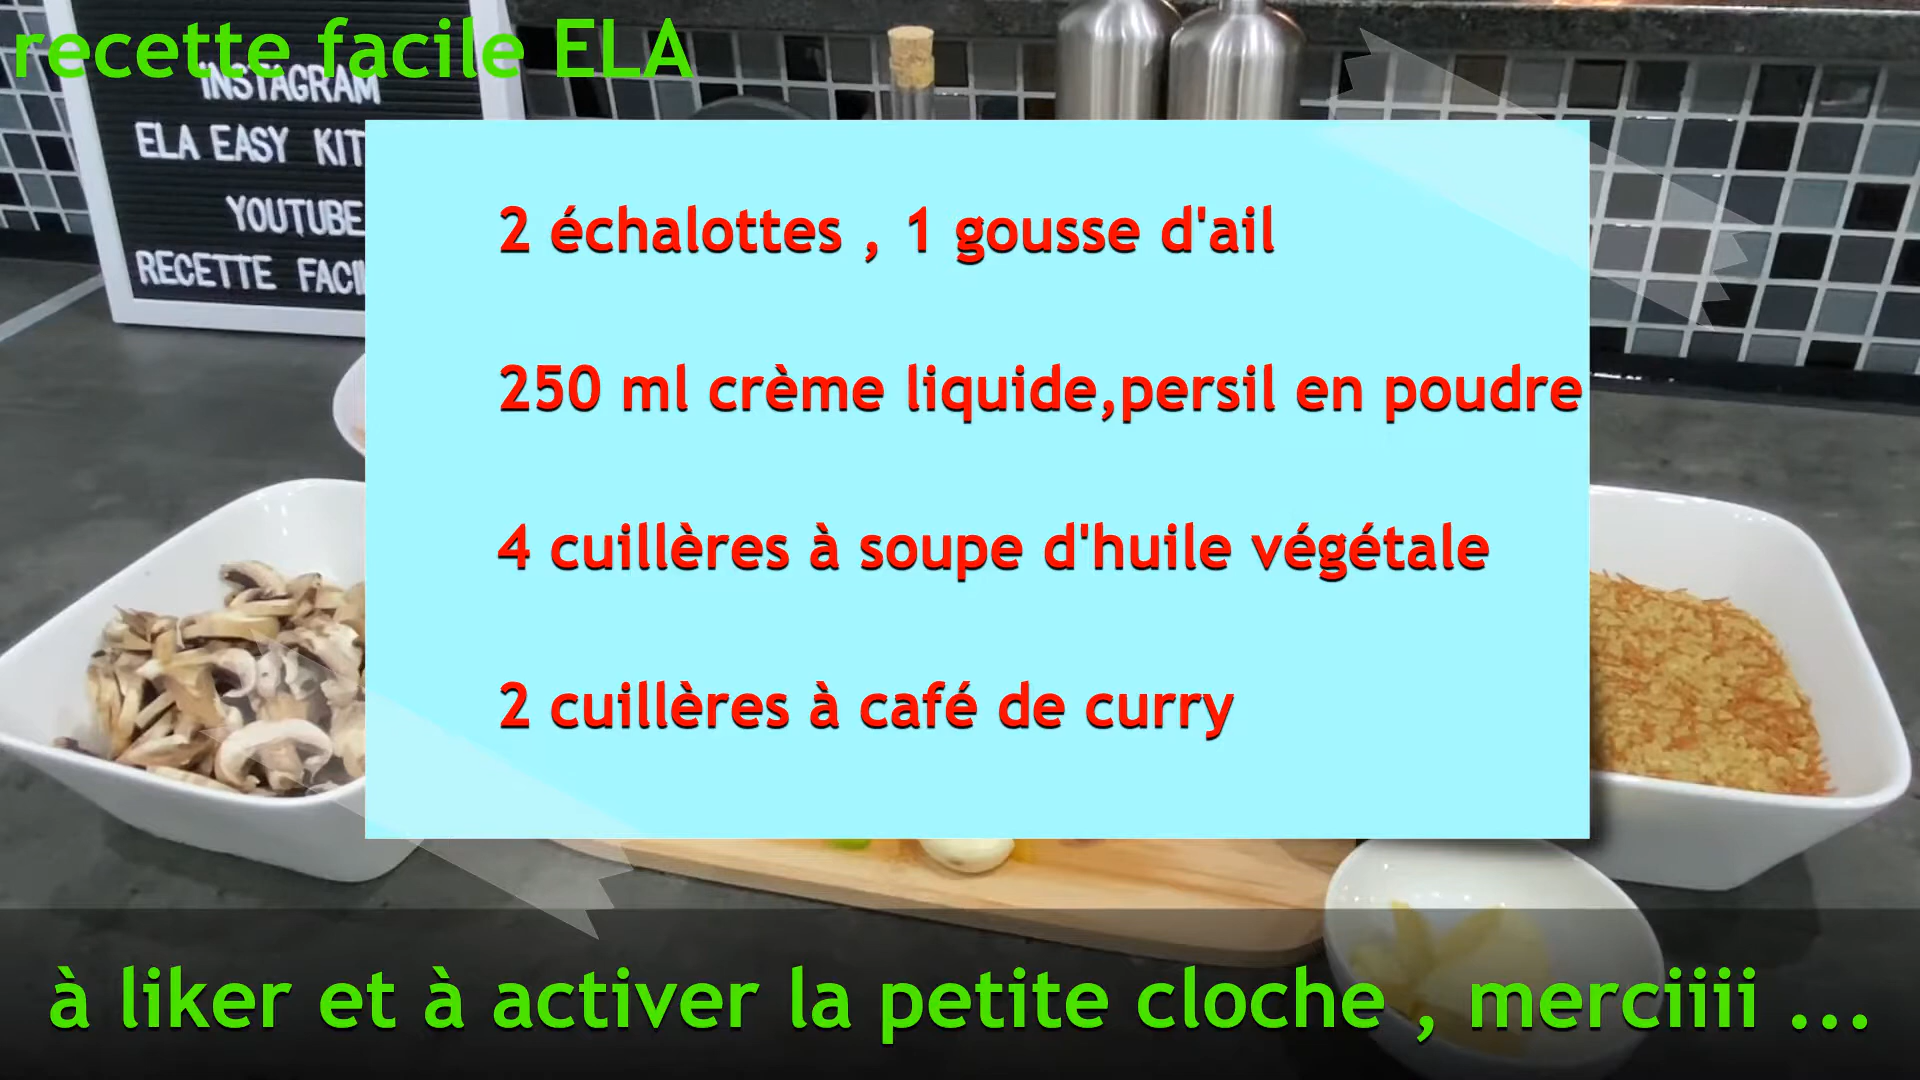 recette facile ELA
INSTAGRAM
ELA EASY KIT
YOUTUBE
RECETTE FACI
2 échalottes , 1 gousse d'ail
250 ml crème liquide,persil en poudre
4 cuillères à soupe d'huile végétale
2 cuillères à café de curry
à liker et à activer la petite cloche , merciiii ...